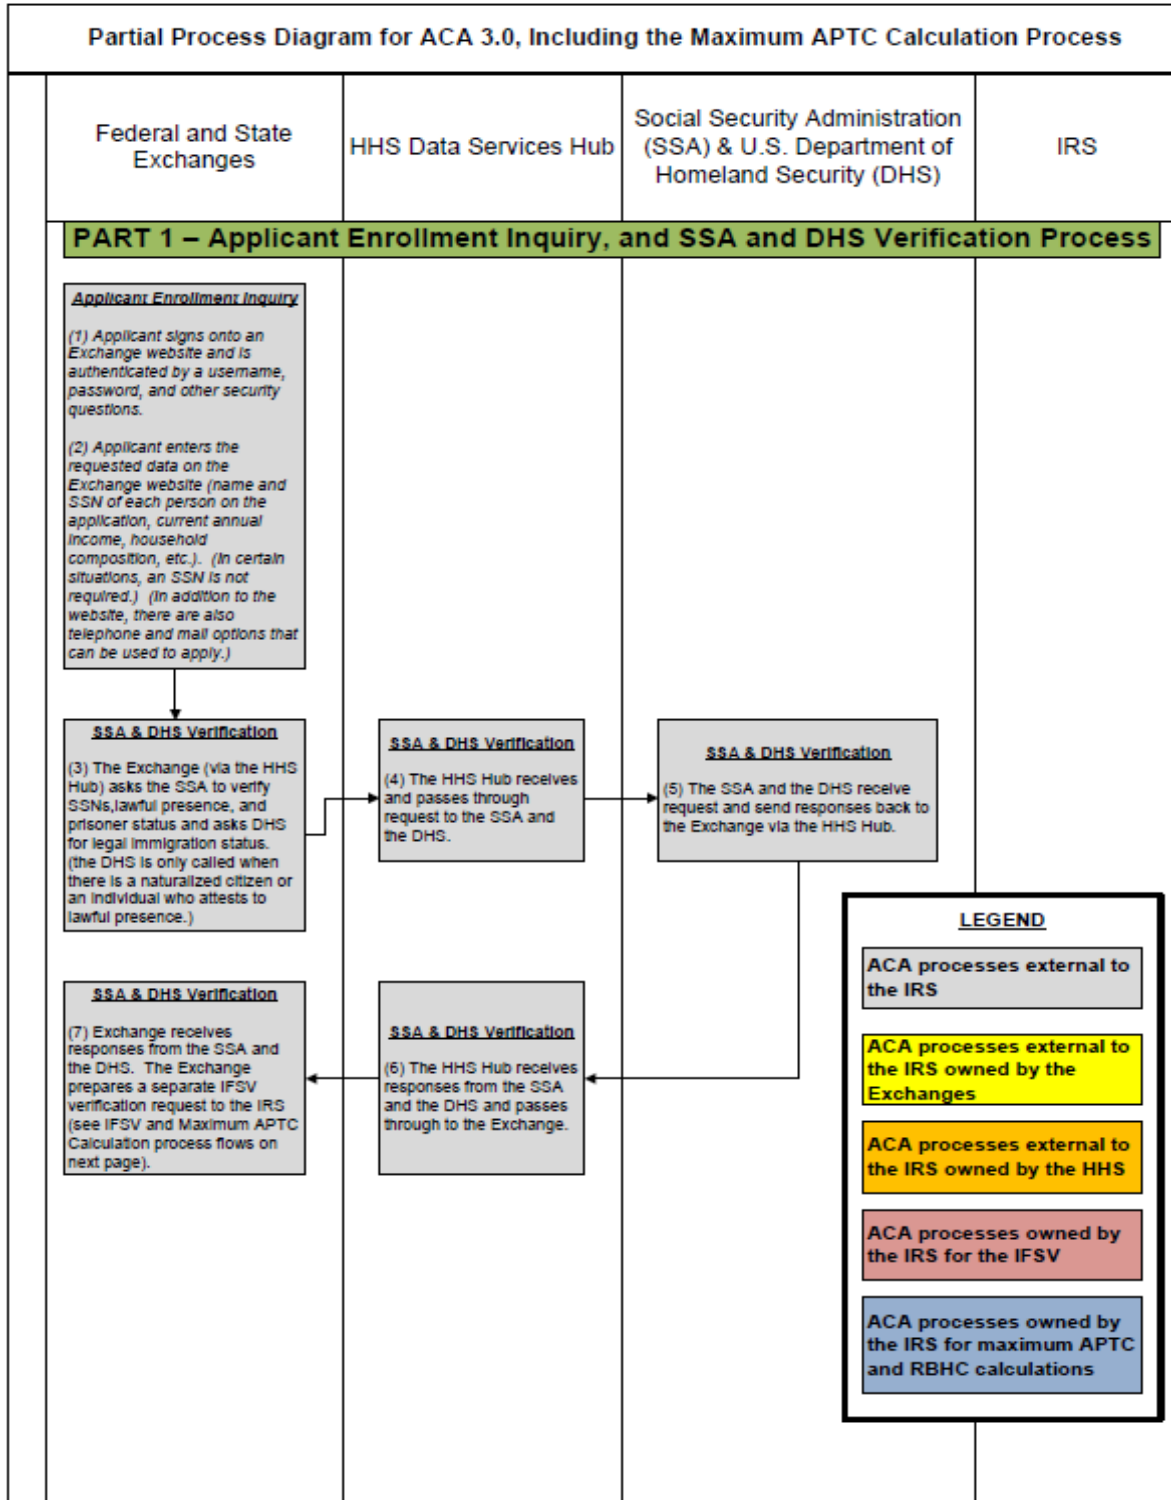 Partial Process Diagram for ACA 3.0, Including the Maximum APTC Calculation Process
Federal and State
Exchanges
HHS Data Services Hub
Social Security Administration
(SSA) & U.S. Department of
Homeland Security (DHS)
IRS
PART 1 – Applicant Enrollment Inquiry, and SSA and DHS Verification Process
Applicant Enrollment Inquiry
(1) Applicant signs onto an
Exchange website and is
authenticated by a username,
password, and other security
questions.
(2) Applicant enters the
requested data on the
Exchange website (name and
SSN of each person on the
application, current annual
income, household
composition, etc.). (In certain
situations, an SSN is not
required.) (In addition to the
website, there are also
telephone and mail options that
can be used to apply.)
SSA & DHS Verification
(3) The Exchange (via the HHS
Hub) asks the SSA to verify
SSNs,lawful presence, and
prisoner status and asks DHS
for legal immigration status.
(the DHS is only called when
there is a naturalized citizen or
an individual who attests to
lawful presence.)
SSA & DHS Verification
(4) The HHS Hub receives
and passes through
request to the SSA and
the DHS.
SSA & DHS Verification
(5) The SSA and the DHS receive
request and send responses back to
the Exchange via the HHS Hub.
SSA & DHS Verification
(7) Exchange receives
responses from the SSA and
the DHS. The Exchange
prepares a separate IFSV
verification request to the IRS
(see IFSV and Maximum APTC
Calculation process flows on
next page).
SSA & DHS Verification
(6) The HHS Hub receives
responses from the SSA
and the DHS and passes
through to the Exchange.
LEGEND
ACA processes external to
the IRS
ACA processes external to
the IRS owned by the
Exchanges
ACA processes external to
the IRS owned by the HHS
ACA processes owned by
the IRS for the IFSV
ACA processes owned by
the IRS for maximum APTC
and RBHC calculations